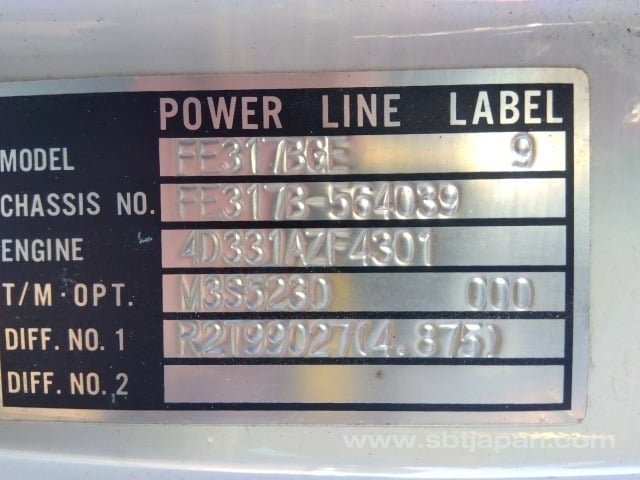 POWER LINE LABEL
MODEL FE317BGE 9
CHASSIS NO. FE317B-564039
ENGINE 4D331AZF4301
T/M·OPT. M3S523D 000
DIFF. NO. 1 R2T99027(4.875)
DIFF. NO. 2
www.sbtjapan.com